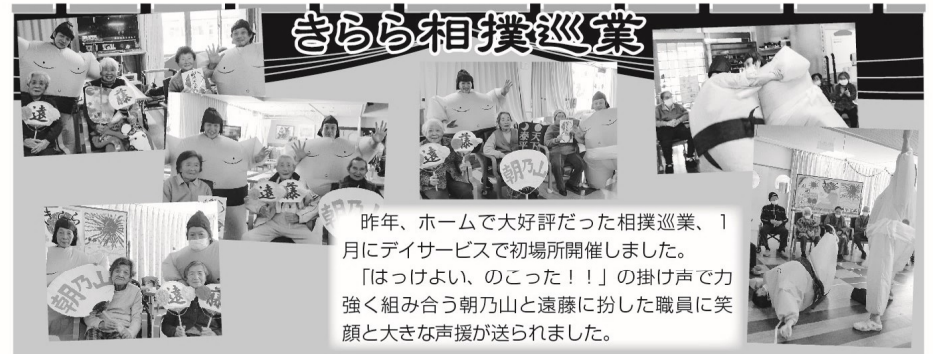 きらら相撲巡業
遠
藤
遠
藤
朝乃山
遠
藤
天下泰平
朝乃山
朝乃山
遠
藤
昨年、ホームで大好評だった相撲巡業、1
月にデイサービスで初場所開催しました。
「はっけよい、のこった！！」の掛け声で力
強く組み合う朝乃山と遠藤に扮した職員に笑
顔と大きな声援が送られました。